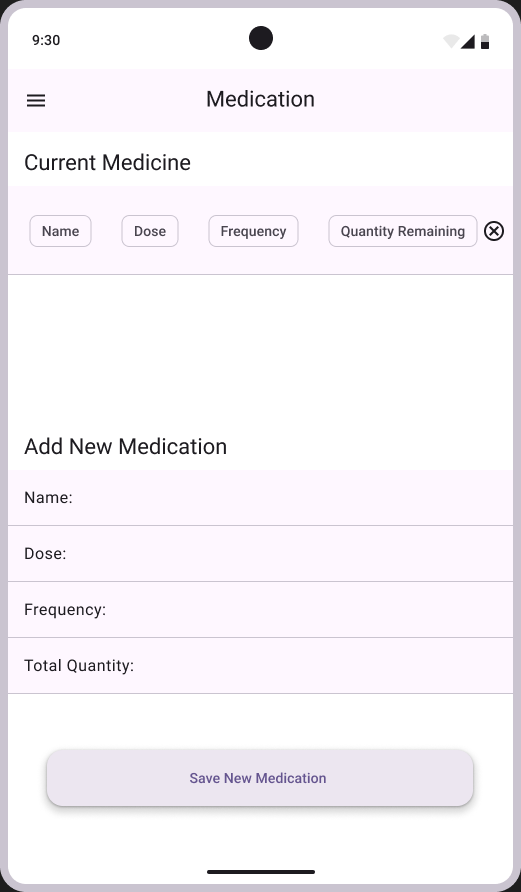 9:30
Medication
Current Medicine
Name Dose Frequency Quantity Remaining
Add New Medication
Name:
Dose:
Frequency:
Total Quantity:
Save New Medication